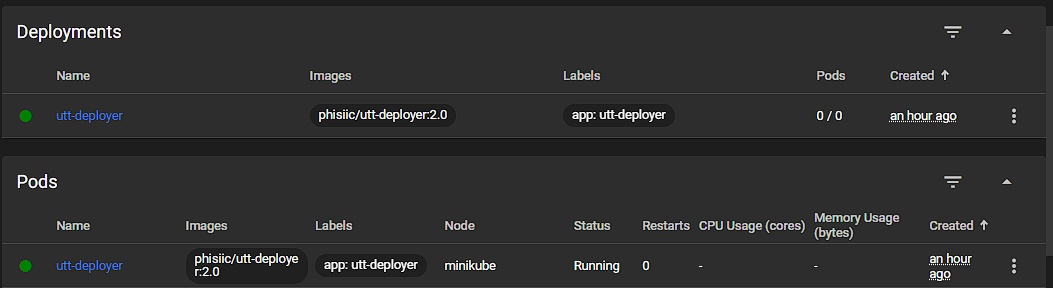 Deployments
Name Images Labels Pods Created
utt-deployer phisiic/utt-deployer:2.0 app: utt-deployer 0 / 0 an hour ago
Pods
Name Images Labels Node Status Restarts CPU Usage (cores) Memory Usage
(bytes) Created
utt-deployer phisiic/utt-deploye
r:2.0 app: utt-deployer minikube Running 0 - - an hour
ago